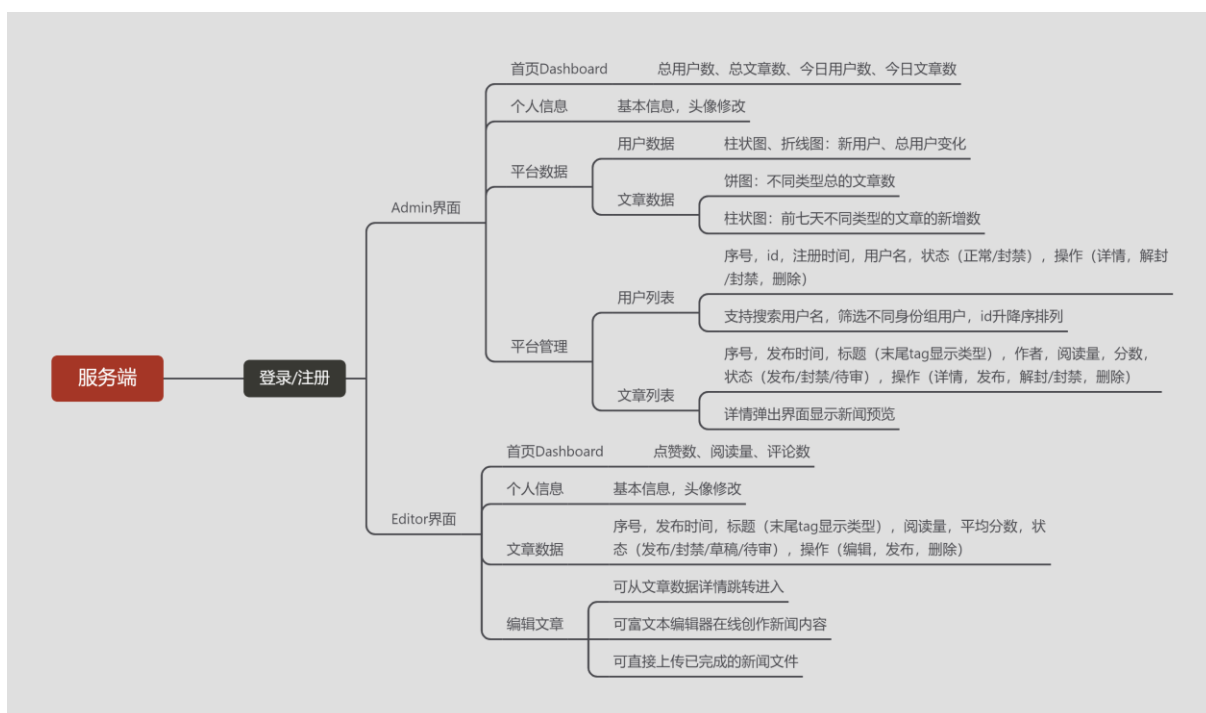 服务端
登录/注册
Admin界面
首页Dashboard
总用户数、总文章数、今日用户数、今日文章数
个人信息
基本信息，头像修改
平台数据
用户数据
柱状图、折线图：新用户、总用户变化
文章数据
饼图：不同类型总的文章数
柱状图：前七天不同类型的文章的新增数
平台管理
用户列表
序号，id，注册时间，用户名，状态（正常/封禁），操作（详情，解封
/封禁，删除）
支持搜索用户名，筛选不同身份组用户，id升降序排列
文章列表
序号，发布时间，标题（末尾tag显示类型），作者，阅读量，分数，
状态（发布/封禁/待审），操作（详情，发布，解封/封禁，删除）
详情弹出界面显示新闻预览
Editor界面
首页Dashboard
点赞数、阅读量、评论数
个人信息
基本信息，头像修改
文章数据
序号，发布时间，标题（末尾tag显示类型），阅读量，平均分数，状
态（发布/封禁/草稿/待审），操作（编辑，发布，删除）
编辑文章
可从文章数据详情跳转进入
可富文本编辑器在线创作新闻内容
可直接上传已完成的新闻文件